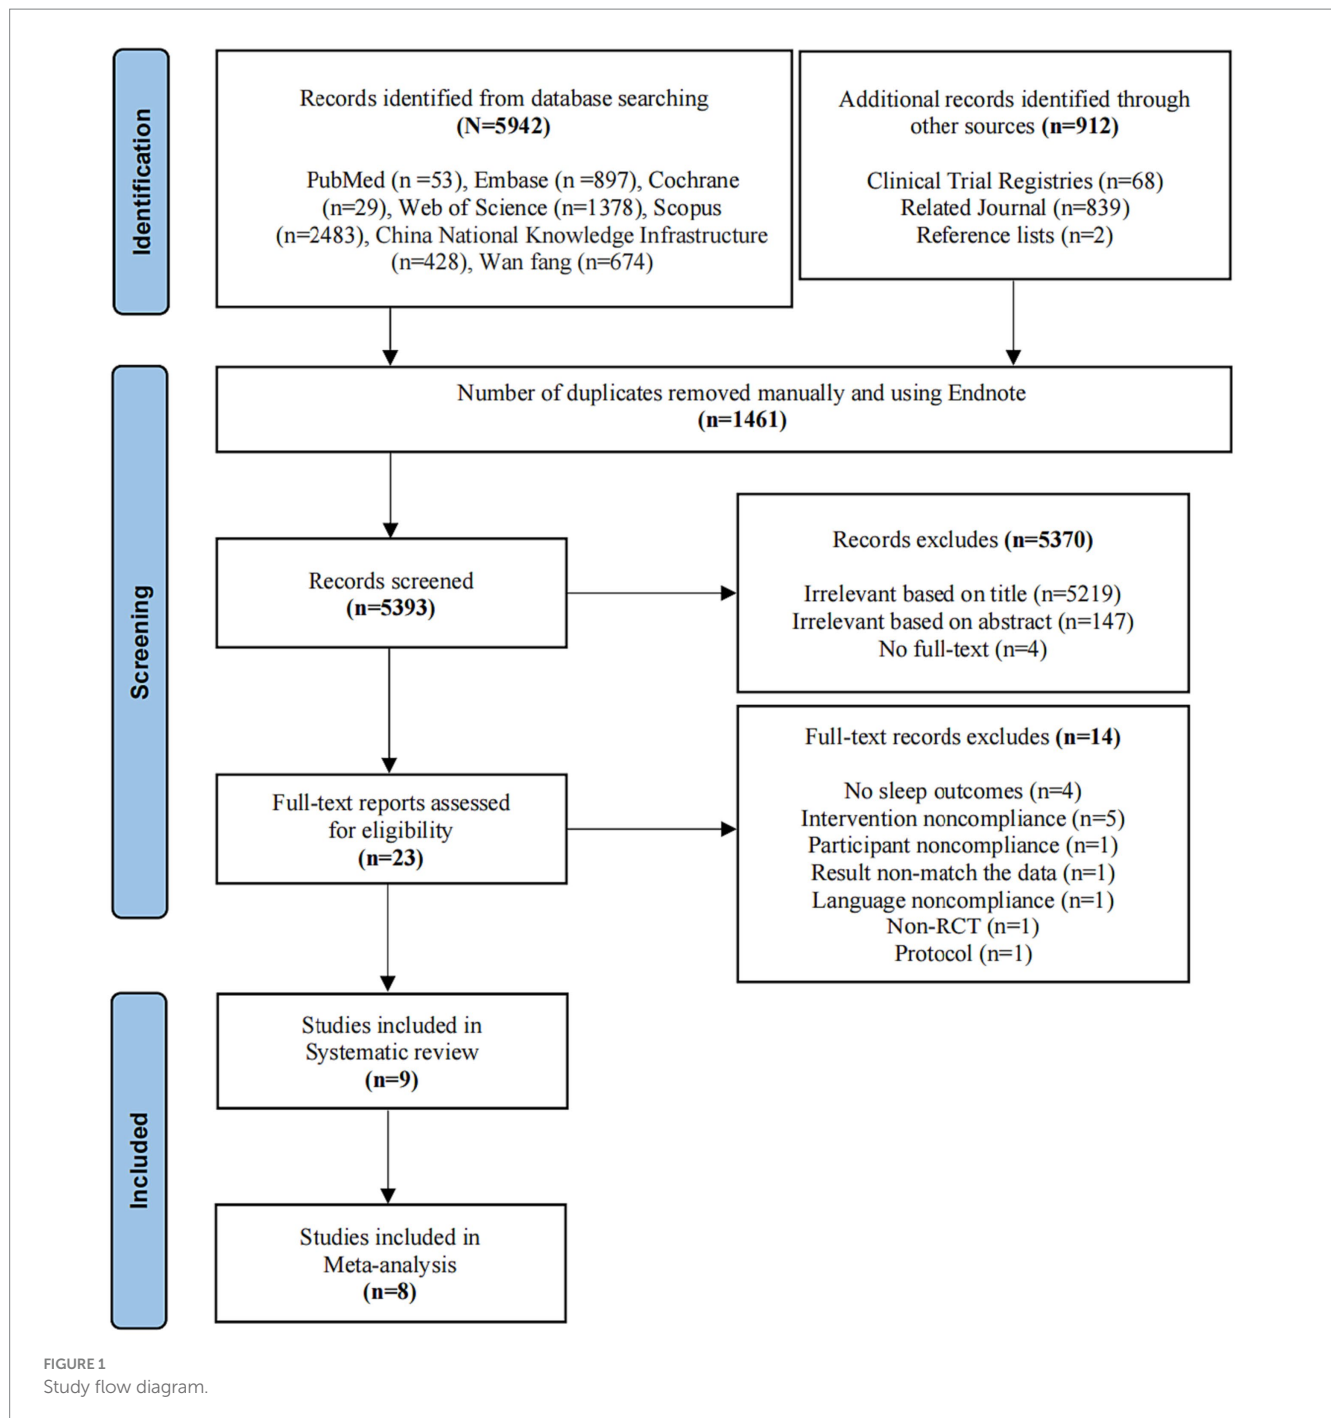 Identification
Records identified from database searching
(N=5942)
PubMed (n =53), Embase (n =897), Cochrane
(n=29), Web of Science (n=1378), Scopus
(n=2483), China National Knowledge Infrastructure
(n=428), Wan fang (n=674)
Additional records identified through
other sources (n=912)
Clinical Trial Registries (n=68)
Related Journal (n=839)
Reference lists (n=2)
Screening
Number of duplicates removed manually and using Endnote
(n=1461)
Records screened
(n=5393)
Records excludes (n=5370)
Irrelevant based on title (n=5219)
Irrelevant based on abstract (n=147)
No full-text (n=4)
Full-text reports assessed
for eligibility
(n=23)
Full-text records excludes (n=14)
No sleep outcomes (n=4)
Intervention noncompliance (n=5)
Participant noncompliance (n=1)
Result non-match the data (n=1)
Language noncompliance (n=1)
Non-RCT (n=1)
Protocol (n=1)
Included
Studies included in
Systematic review
(n=9)
Studies included in
Meta-analysis
(n=8)
FIGURE 1
Study flow diagram.